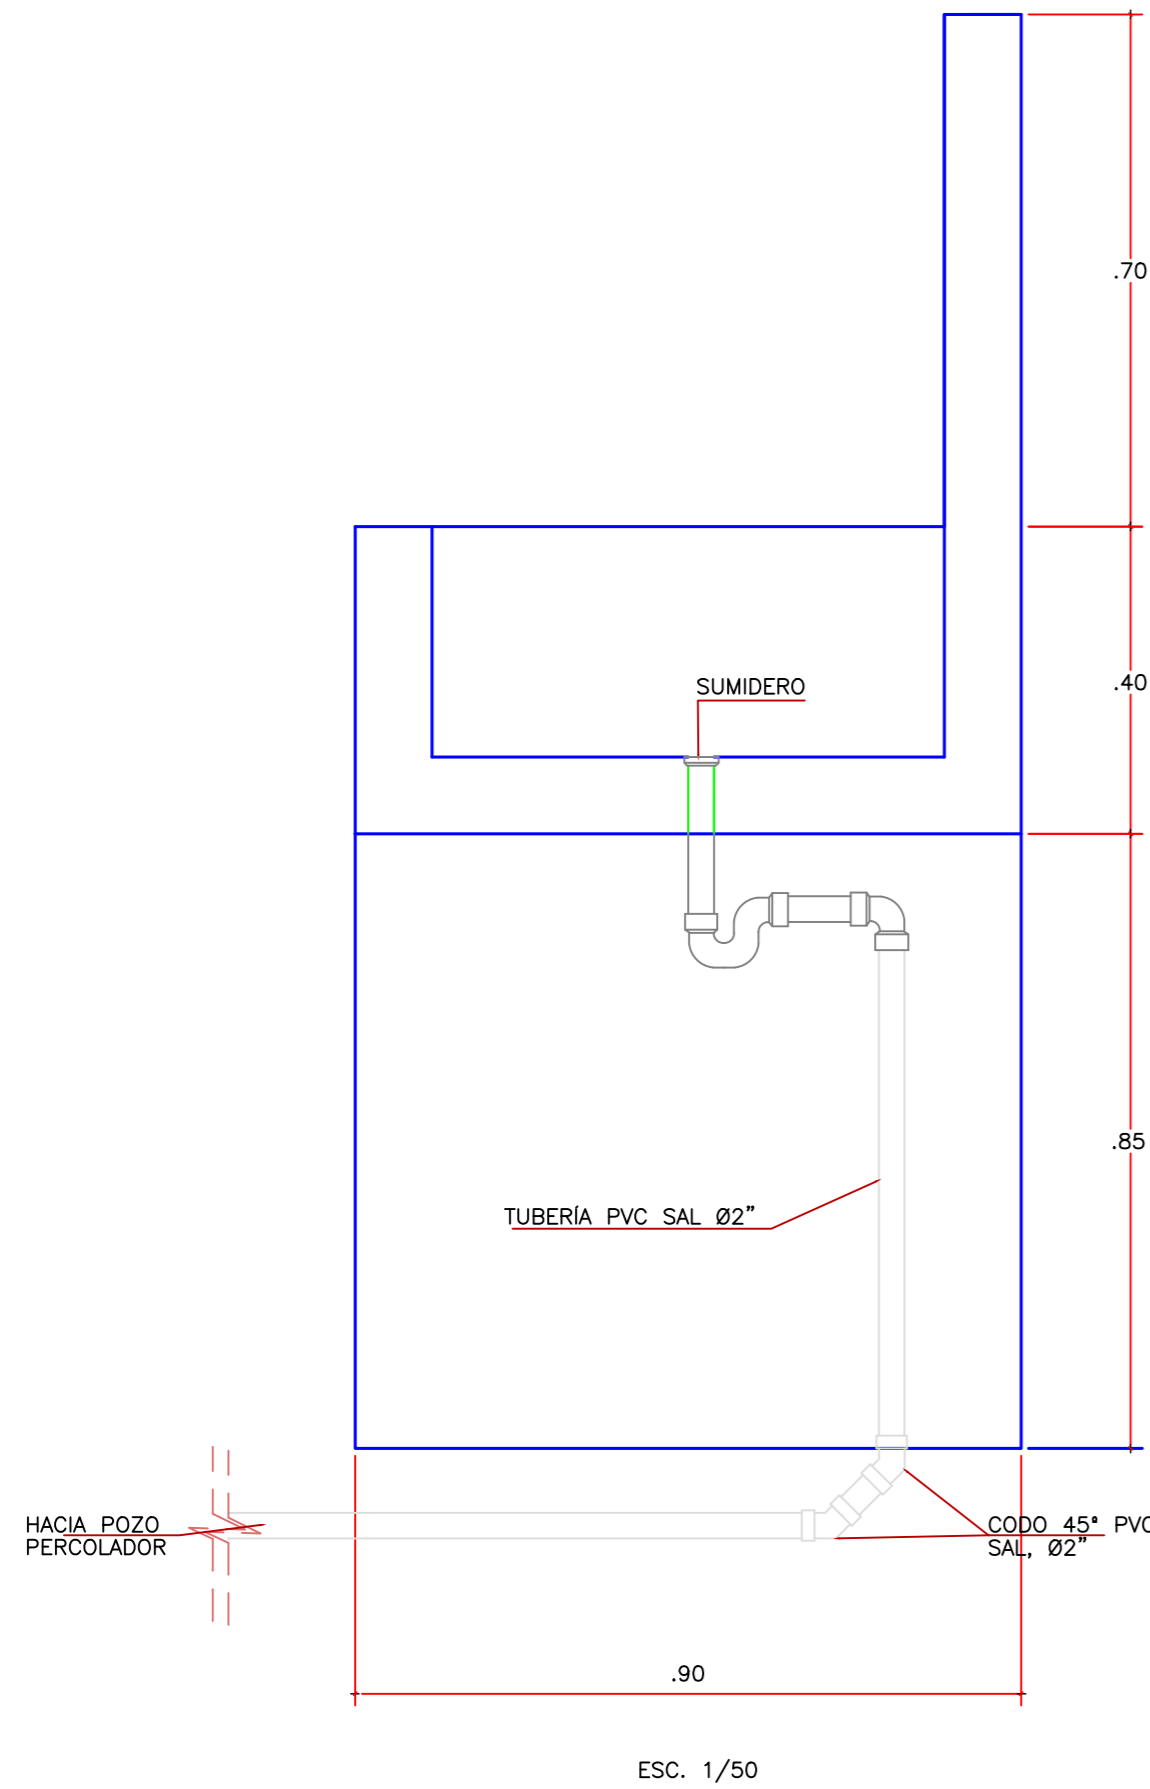 .70
SUMIDERO
.40
.85
TUBERÍA PVC SAL Ø2”
HACIA POZO
PERCOLADOR
CODO 45° PVC
SAL, Ø2”
.90
ESC. 1/50